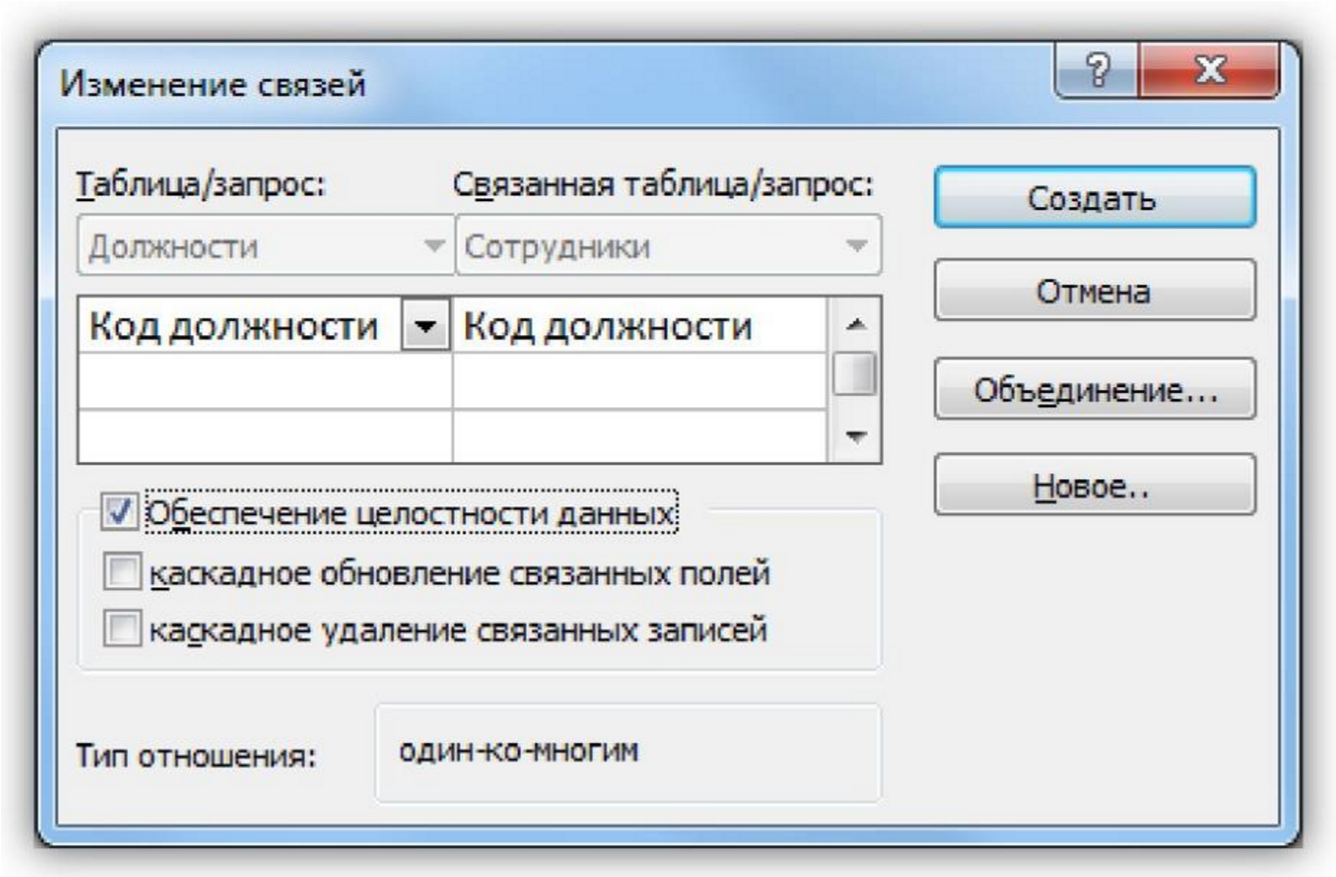 Изменение связей
?
X
Таблица/запрос: Связанная таблица/запрос:
Должности Сотрудники
Код должности Код должности
Обеспечение целостности данных
каскадное обновление связанных полей
каскадное удаление связанных записей
Тип отношения: один-ко-многим
Создать
Отмена
Объединение...
Новое..